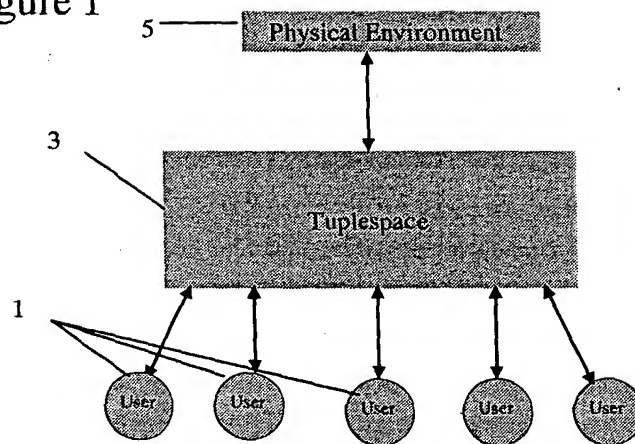 gure 1
5
Physical Environment
3
Tuplespace
1
User
User
User
User
User